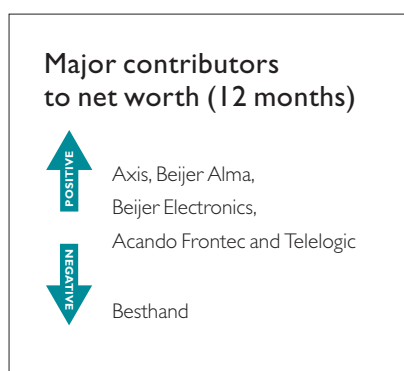 Major contributors
to net worth (12 months)
POSITIVE
Axis, Beijer Alma,
Beijer Electronics,
Acando Frontec and Telelogic
NEGATIVE
Besthand